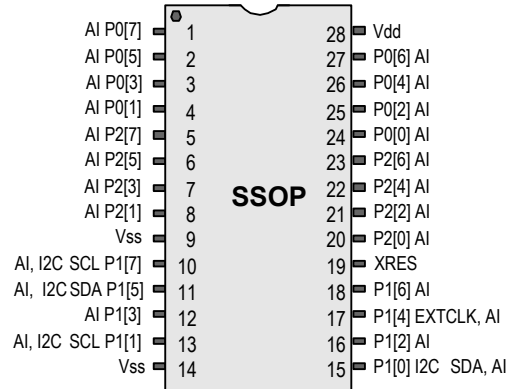 AI P0[7] 1 28 Vdd
AI P0[5] 2 27 P0[6] AI
AI P0[3] 3 26 P0[4] AI
AI P0[1] 4 25 P0[2] AI
AI P2[7] 5 24 P0[0] AI
AI P2[5] 6 23 P2[6] AI
AI P2[3] 7 22 P2[4] AI
SSOP
AI P2[1] 8 21 P2[2] AI
Vss 9 20 P2[0] AI
AI, I2C SCL P1[7] 10 19 XRES
AI, I2C SDA P1[5] 11 18 P1[6] AI
AI P1[3] 12 17 P1[4] EXTCLK, AI
AI, I2C SCL P1[1] 13 16 P1[2] AI
Vss 14 15 P1[0] I2C SDA, AI